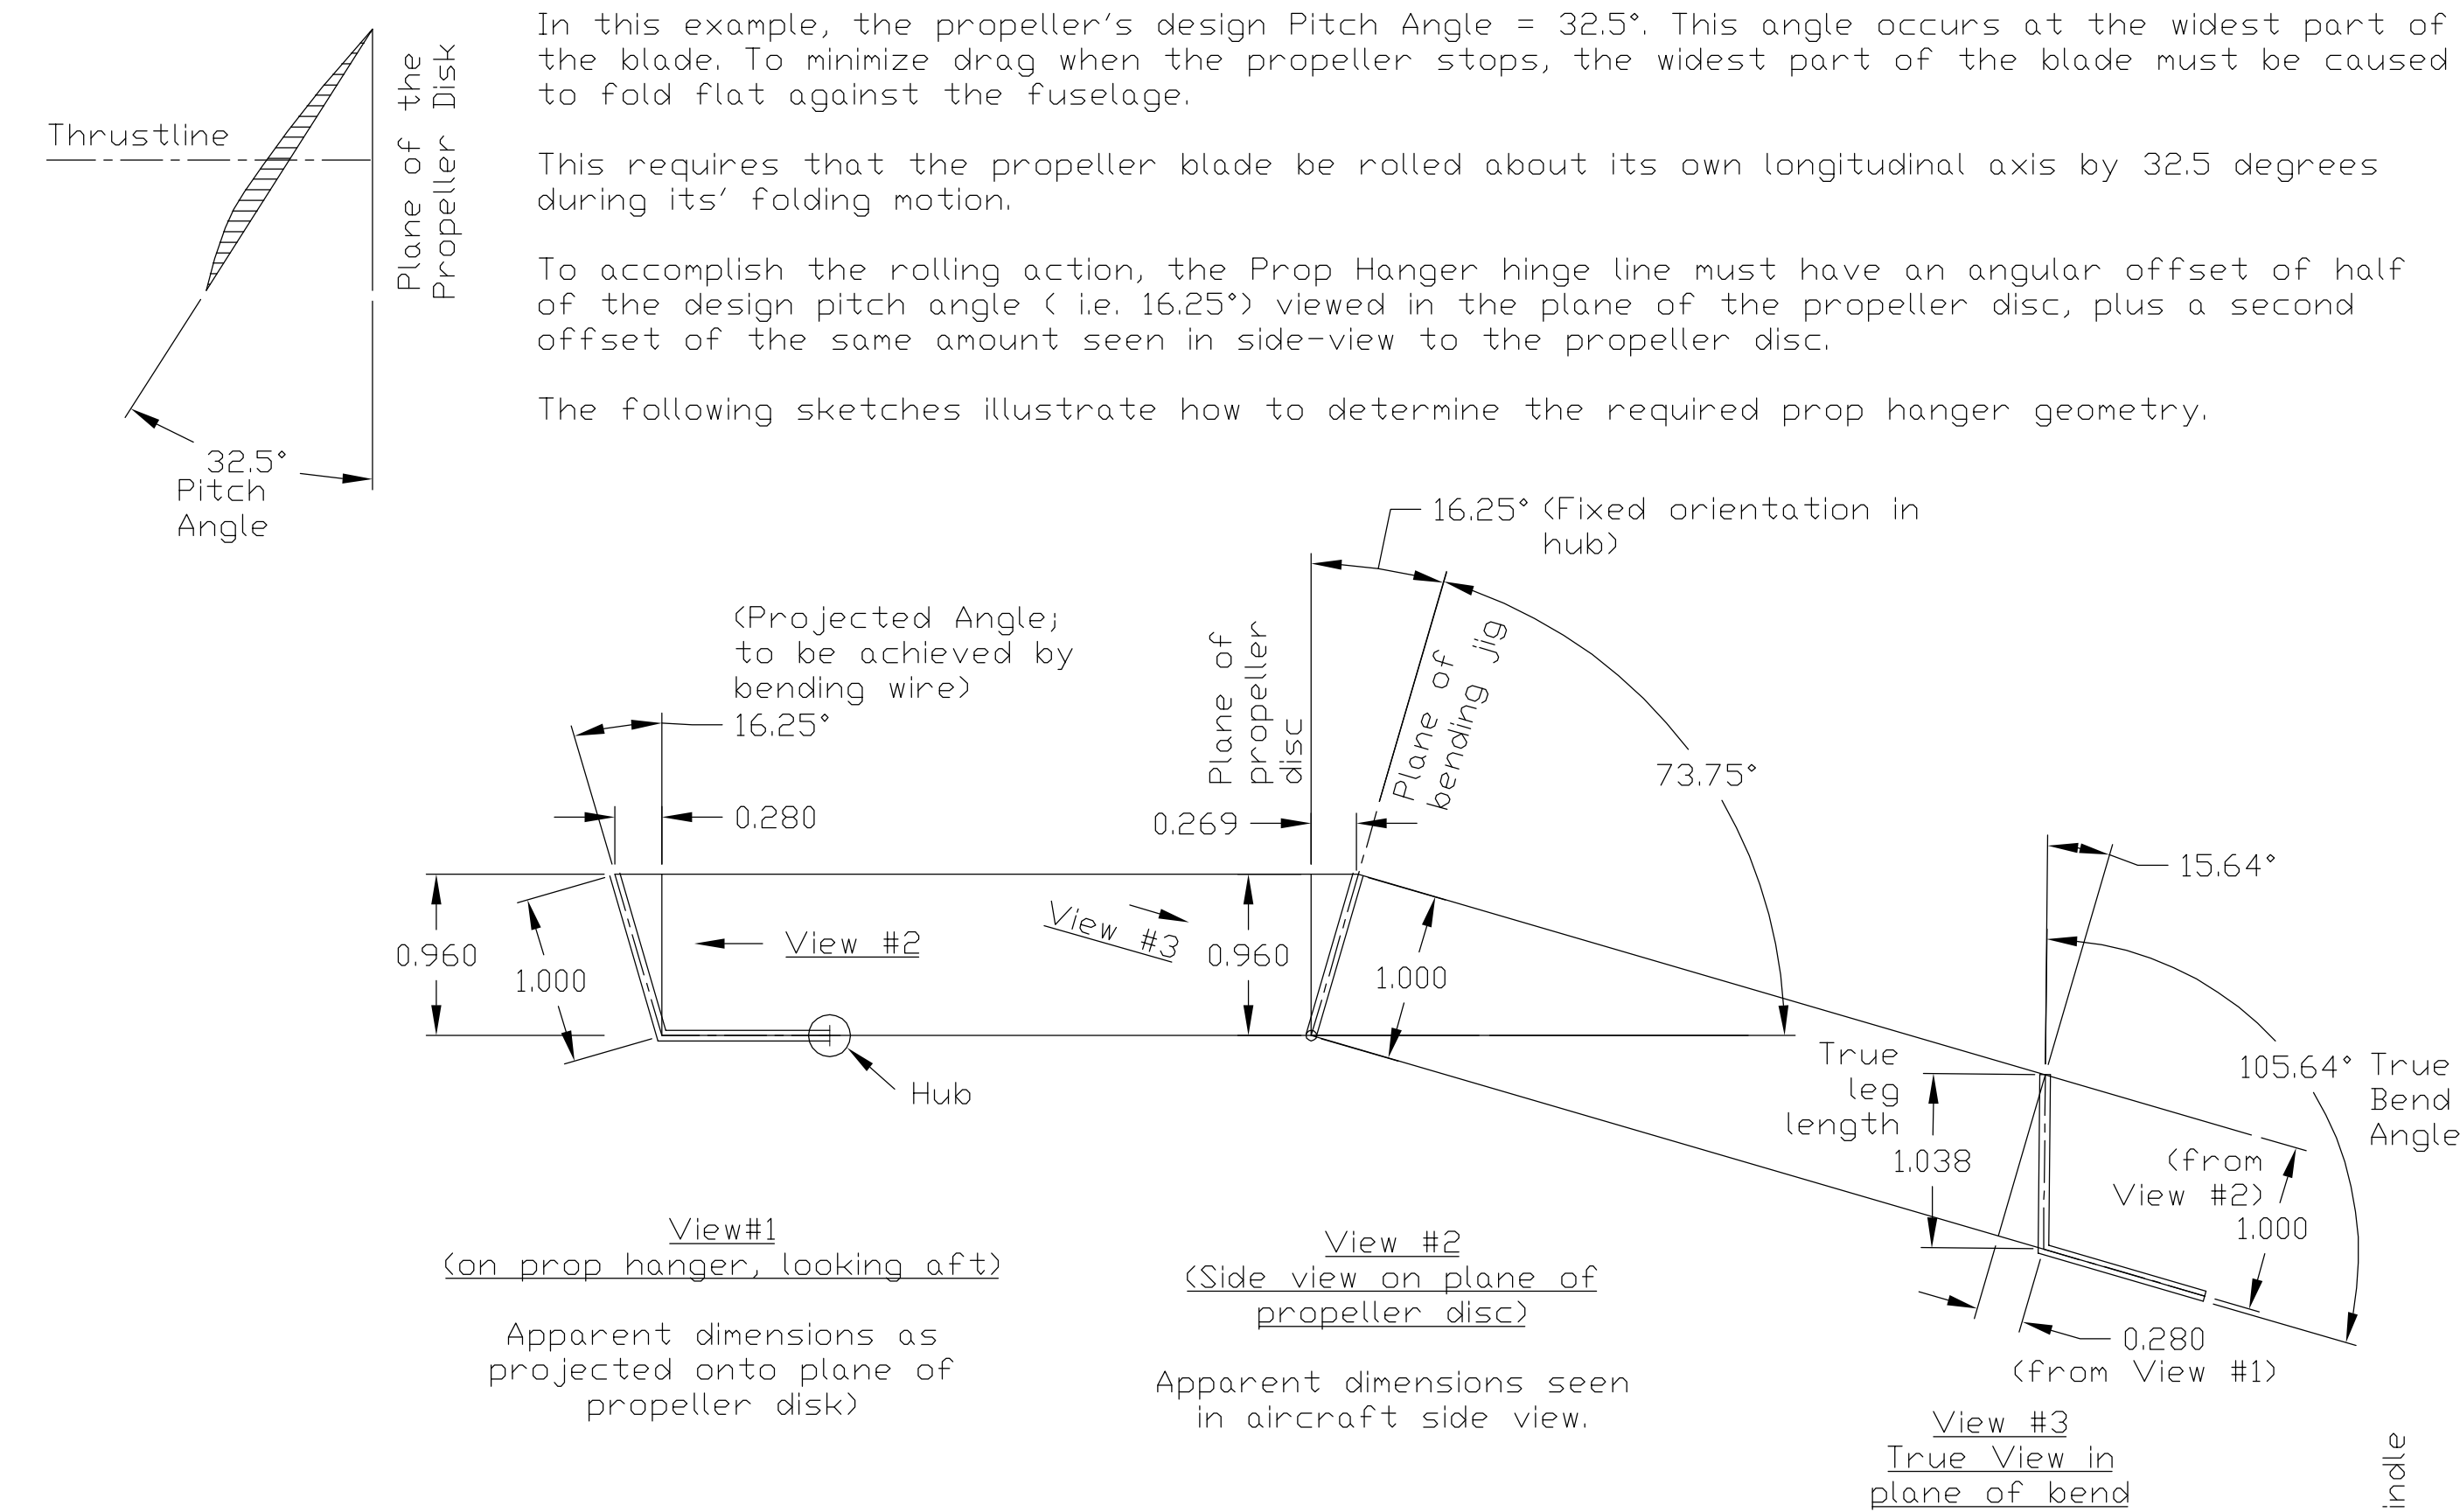 In this example, the propeller's design Pitch Angle = 32.5°. This angle occurs at the widest part of
the blade. To minimize drag when the propeller stops, the widest part of the blade must be caused
to fold flat against the fuselage.
This requires that the propeller blade be rolled about its own longitudinal axis by 32.5 degrees
during its' folding motion.
To accomplish the rolling action, the Prop Hanger hinge line must have an angular offset of half
of the design pitch angle ( i.e. 16.25°) viewed in the plane of the propeller disc, plus a second
offset of the same amount seen in side-view to the propeller disc.
The following sketches illustrate how to determine the required prop hanger geometry.
Thrustline
Plane of the
Propeller Disk
32.5°
Pitch
Angle
16.25° (Fixed orientation in
hub)
(Projected Angle;
to be achieved by
bending wire)
16.25°
0.280
0.960
1.000
View #2
Hub
View#1
(on prop hanger, looking aft)
Apparent dimensions as
projected onto plane of
propeller disk)
Plane of
propeller
disc
Plane of
bending jig
73.75°
0.269
View #3
0.960
1.000
View #2
(Side view on plane of
propeller disc)
Apparent dimensions seen
in aircraft side view.
15.64°
105.64° True
Bend
Angle
True
leg
length
1.038
(from
View #2)
1.000
0.280
(from View #1)
View #3
True View in
plane of bend
indle